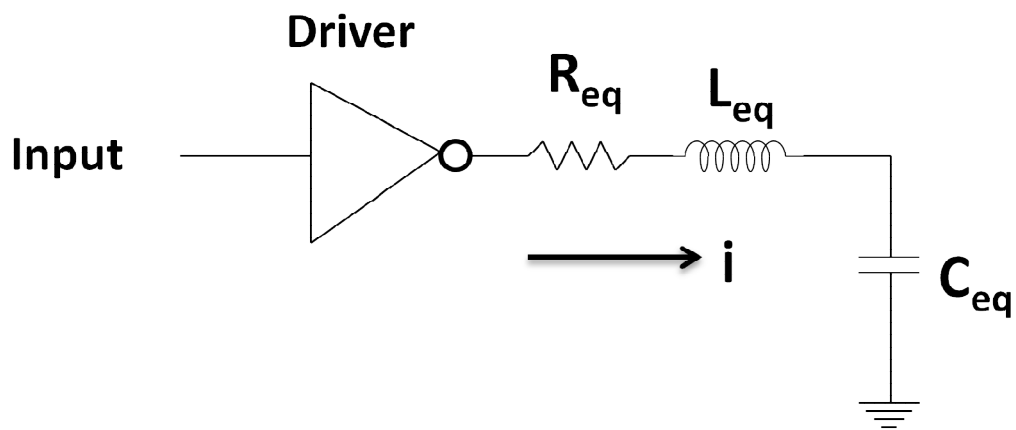 Driver
Input
Req
Leq
i
Ceq